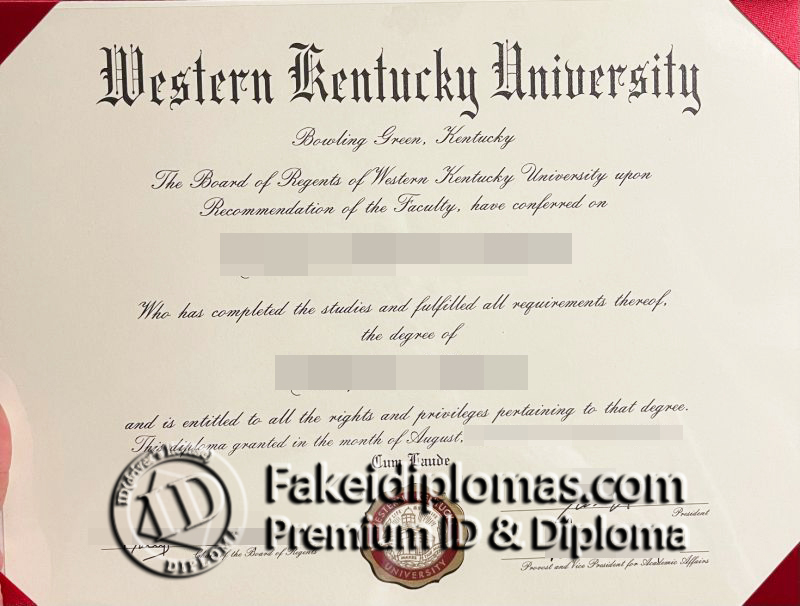 Western Kentucky University
Bowling Green, Kentucky
The Board of Regents of Western Kentucky University upon
Recommendation of the Faculty, have conferred on
Who has completed the studies and fulfilled all requirements thereof,
the degree of
and is entitled to all the rights and privileges pertaining to that degree.
This diploma granted in the month of August,
Cum Laude
Fakeidiplomas.com
Premium ID & Diploma
ID
DIPLOM
President
of the Board of Regents
UNIVERSITY
Provost and Vice President for Academic Affairs